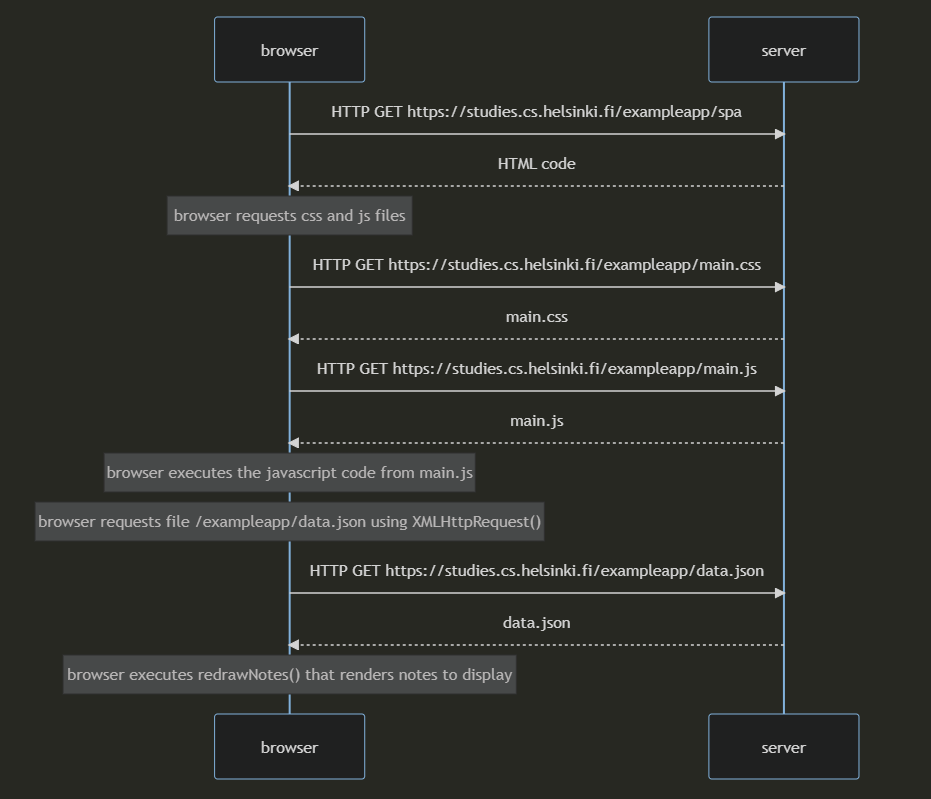 browser server
HTTP GET https://studies.cs.helsinki.fi/exampleapp/spa
HTML code
browser requests css and js files
HTTP GET https://studies.cs.helsinki.fi/exampleapp/main.css
main.css
HTTP GET https://studies.cs.helsinki.fi/exampleapp/main.js
main.js
browser executes the javascript code from main.js
browser requests file /exampleapp/data.json using XMLHttpRequest()
HTTP GET https://studies.cs.helsinki.fi/exampleapp/data.json
data.json
browser executes redrawNotes() that renders notes to display
browser server